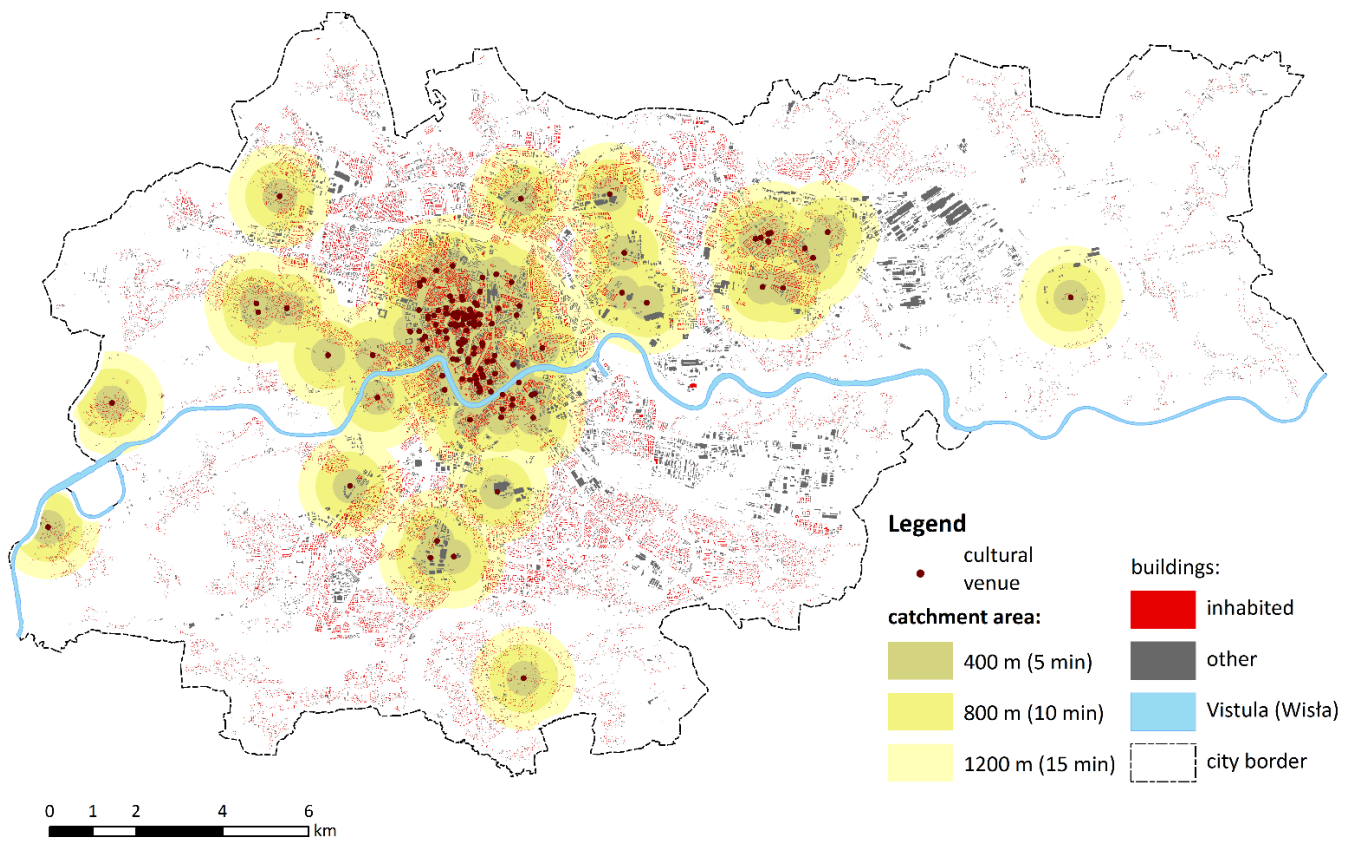 Legend
cultural
venue
catchment area:
400 m (5 min)
800 m (10 min)
1200 m (15 min)
buildings:
inhabited
other
Vistula (Wisła)
city border
0 1 2 4 6
km